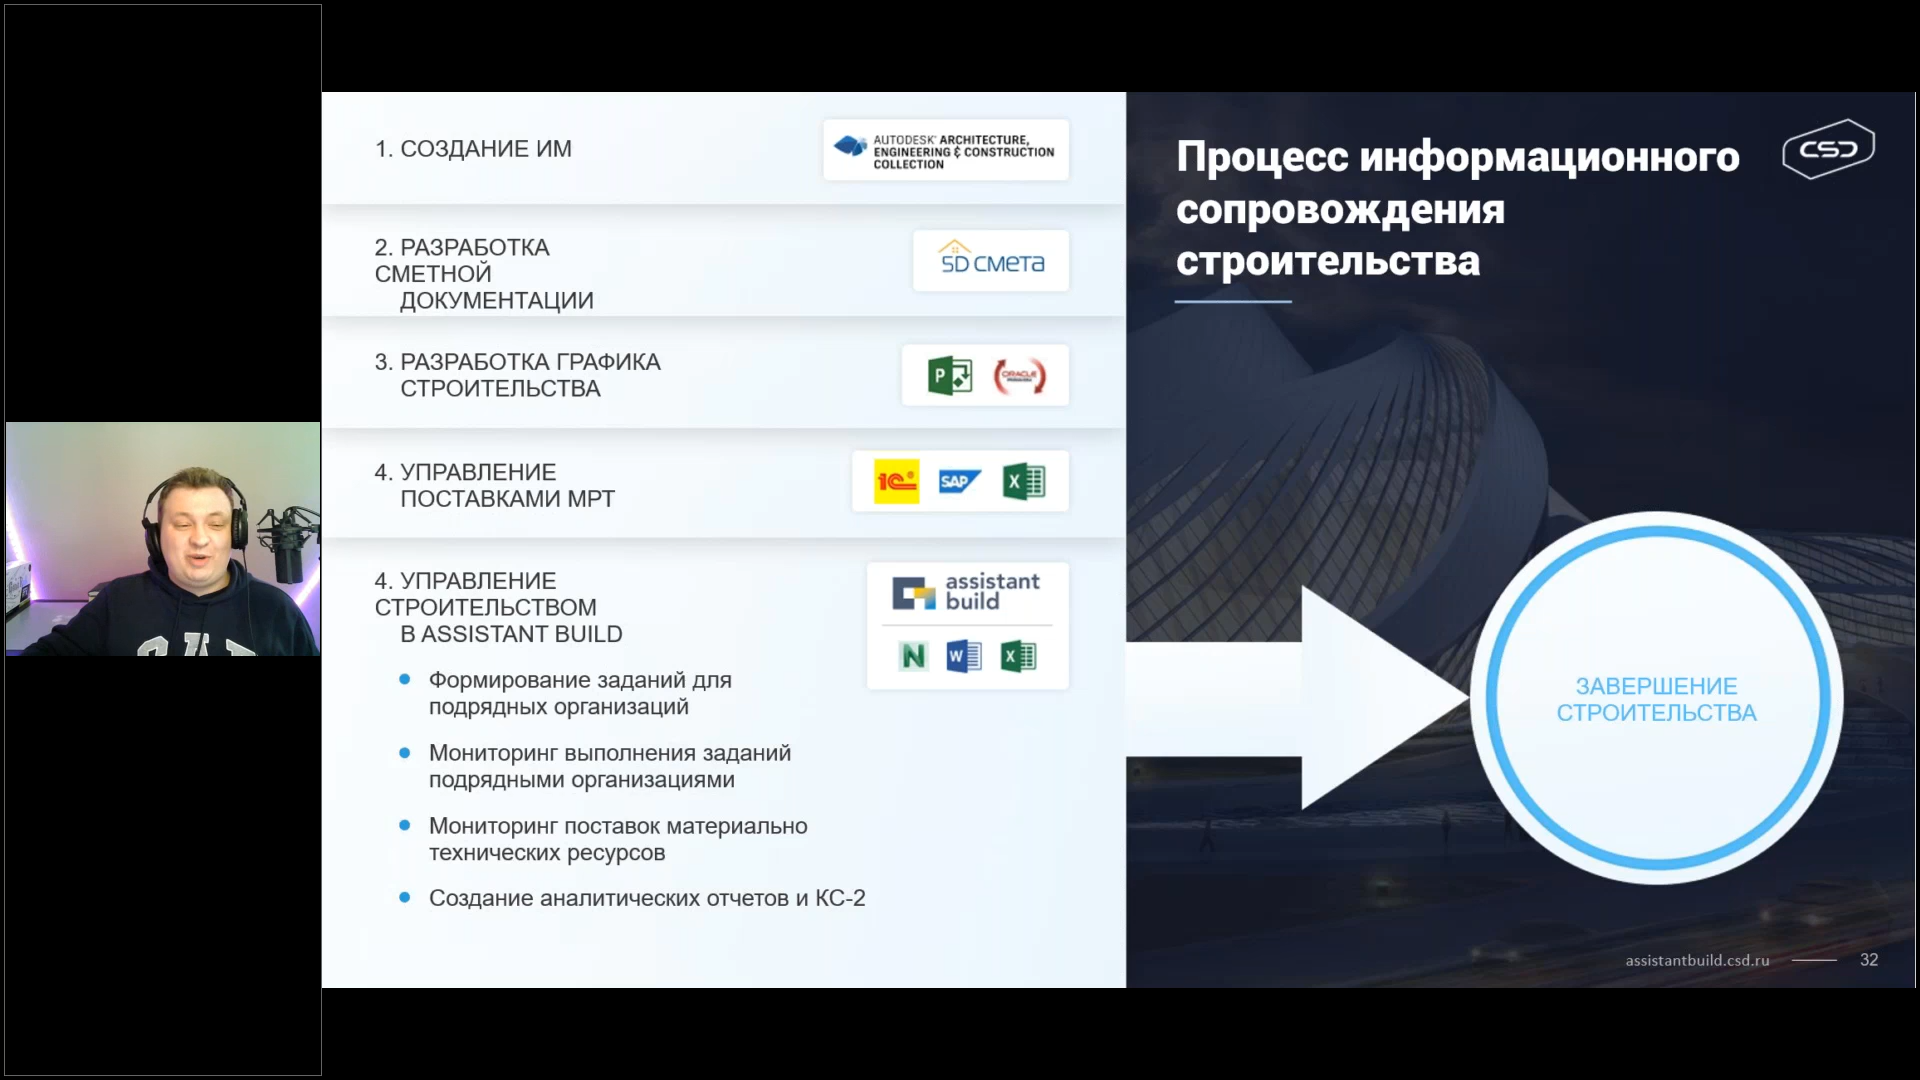 1. СОЗДАНИЕ ИМ
AUTODESK® ARCHITECTURE,
ENGINEERING & CONSTRUCTION
COLLECTION
2. РАЗРАБОТКА
СМЕТНОЙ
ДОКУМЕНТАЦИИ
5D СМЕТА
3. РАЗРАБОТКА ГРАФИКА
СТРОИТЕЛЬСТВА
P
ORACLE
4. УПРАВЛЕНИЕ
ПОСТАВКАМИ МРТ
1С
SAP
X
4. УПРАВЛЕНИЕ
СТРОИТЕЛЬСТВОМ
В ASSISTANT BUILD
assistant
build
N
W
X
Формирование заданий для
подрядных организаций
Мониторинг выполнения заданий
подрядными организациями
Мониторинг поставок материально
технических ресурсов
Создание аналитических отчетов и КС-2
Процесс информационного
сопровождения
строительства
CSD
ЗАВЕРШЕНИЕ
СТРОИТЕЛЬСТВА
assistantbuild.csd.ru
32